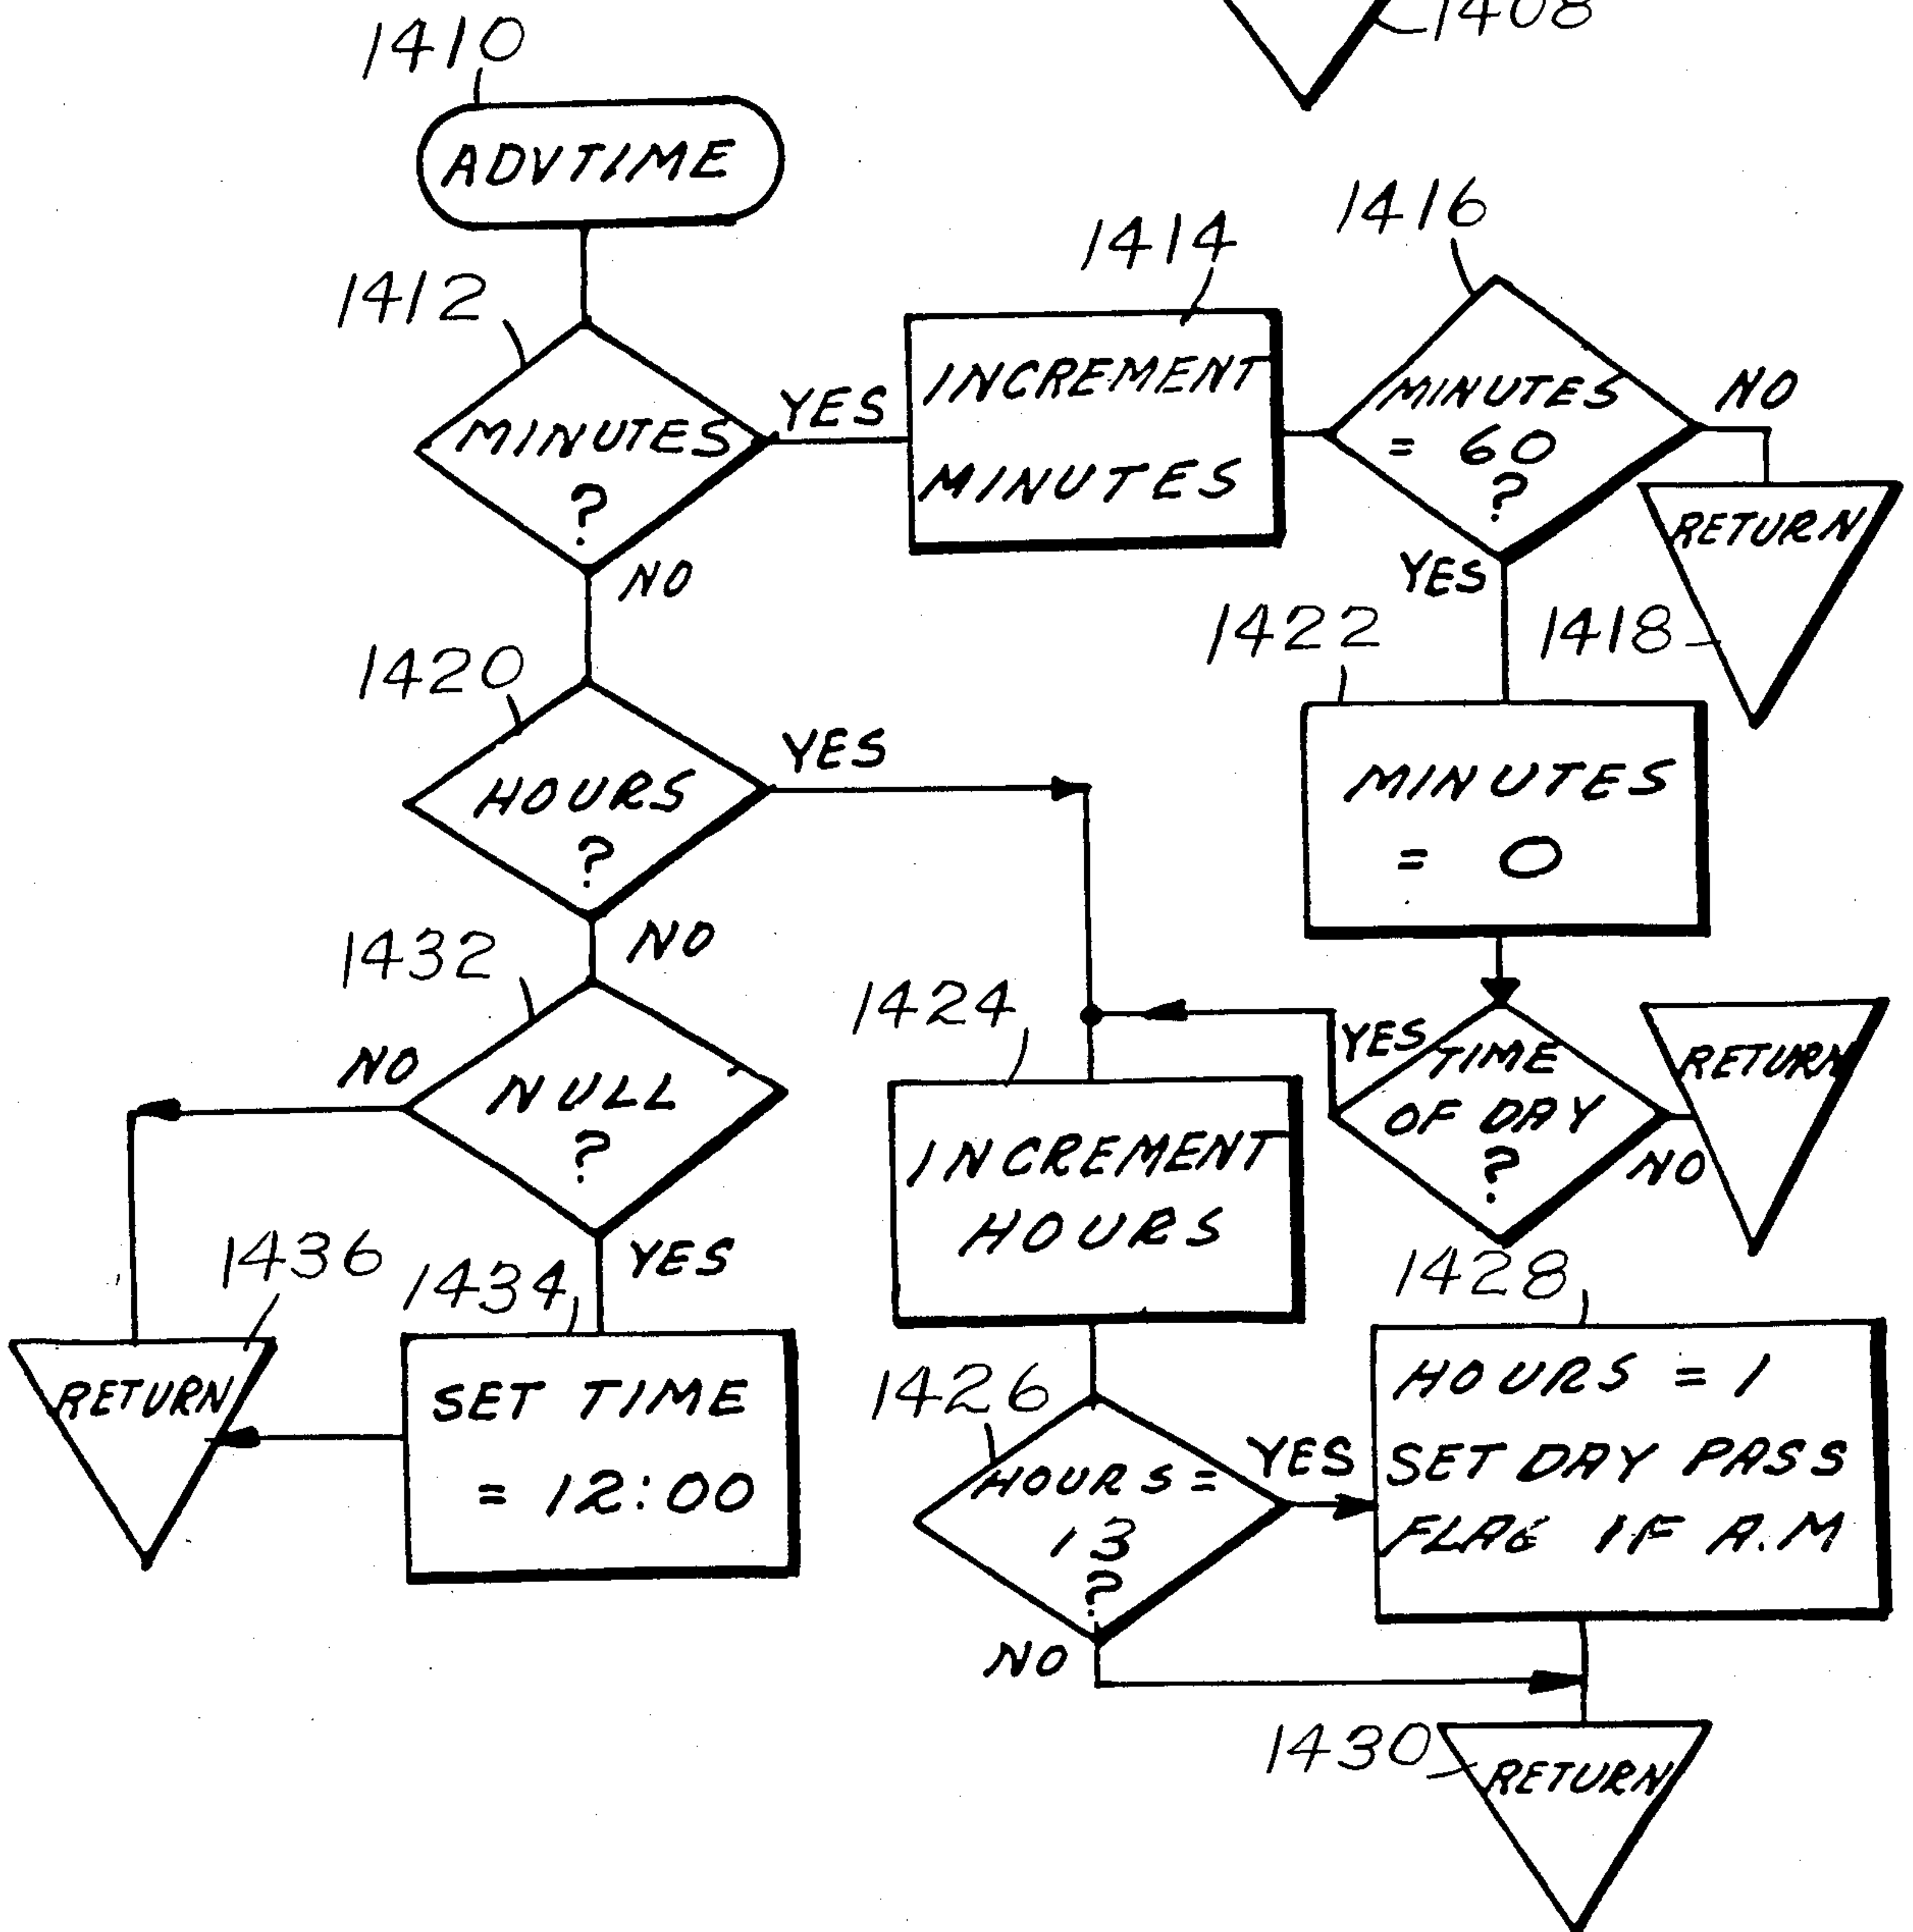 1408
1410
ADVTIME
1412
MINUTES
?
YES
NO
1414
INCREMENT
MINUTES
1416
MINUTES
= 60
?
NO
YES
RETURN
1418
1420
HOURS
?
YES
NO
1422
MINUTES
= 0
1432
NULL
?
NO
YES
1424
INCREMENT
HOURS
TIME
OF DAY
?
YES
NO
RETURN
1436
RETURN
1434
SET TIME
= 12:00
1426
HOURS =
13
?
YES
NO
1428
HOURS = 1
SET DAY PASS
FLAG IF A.M
1430
RETURN